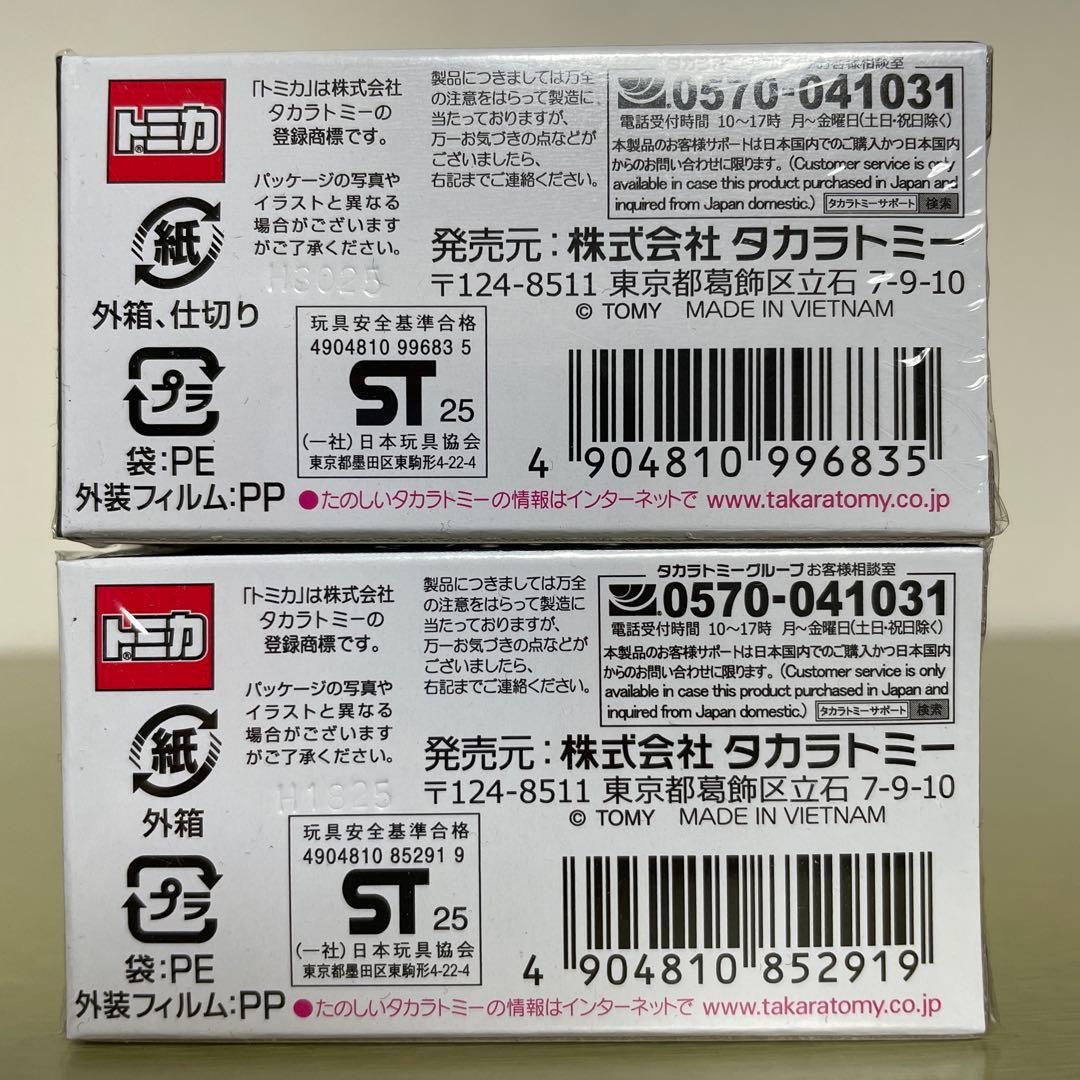 トミカ®
「トミカ」は株式会社
タカラトミーの
登録商標です。
パッケージの写真や
イラストと異なる
場合がございます
がご了承ください。
製品につきましては万全
の注意をはらって製造に
当たっておりますが、
万一お気づきの点などが
ございましたら、
右記までご連絡ください。
お客様相談室
0570-041031
電話受付時間 10〜17時 月〜金曜日(土日・祝日除く)
本製品のお客様サポートは日本国内でのご購入かつ日本国内
からのお問い合わせに限ります。(Customer service is only
available in case this product purchased in Japan and
inquired from Japan domestic.) タカラトミーサポート 検索
発売元:株式会社 タカラトミー
〒124-8511 東京都葛飾区立石 7-9-10
© TOMY MADE IN VIETNAM
紙
外箱、仕切り
プラ
袋:PE
外装フィルム:PP
H3025
玩具安全基準合格
4904810 99683 5
ST 25
(一社)日本玩具協会
東京都墨田区東駒形4-22-4
4 904810 996835
●たのしいタカラトミーの情報はインターネットで www.takaratomy.co.jp
トミカ®
「トミカ」は株式会社
タカラトミーの
登録商標です。
パッケージの写真や
イラストと異なる
場合がございます
がご了承ください。
製品につきましては万全
の注意をはらって製造に
当たっておりますが、
万一お気づきの点などが
ございましたら、
右記までご連絡ください。
タカラトミーグループ お客様相談室
0570-041031
電話受付時間 10〜17時 月〜金曜日(土日・祝日除く)
本製品のお客様サポートは日本国内でのご購入かつ日本国内
からのお問い合わせに限ります。(Customer service is only
available in case this product purchased in Japan and
inquired from Japan domestic.) タカラトミーサポート 検索
発売元:株式会社 タカラトミー
〒124-8511 東京都葛飾区立石 7-9-10
© TOMY MADE IN VIETNAM
紙
外箱
プラ
袋:PE
外装フィルム:PP
H1825
玩具安全基準合格
4904810 85291 9
ST 25
(一社)日本玩具協会
東京都墨田区東駒形4-22-4
4 904810 852919
●たのしいタカラトミーの情報はインターネットで www.takaratomy.co.jp